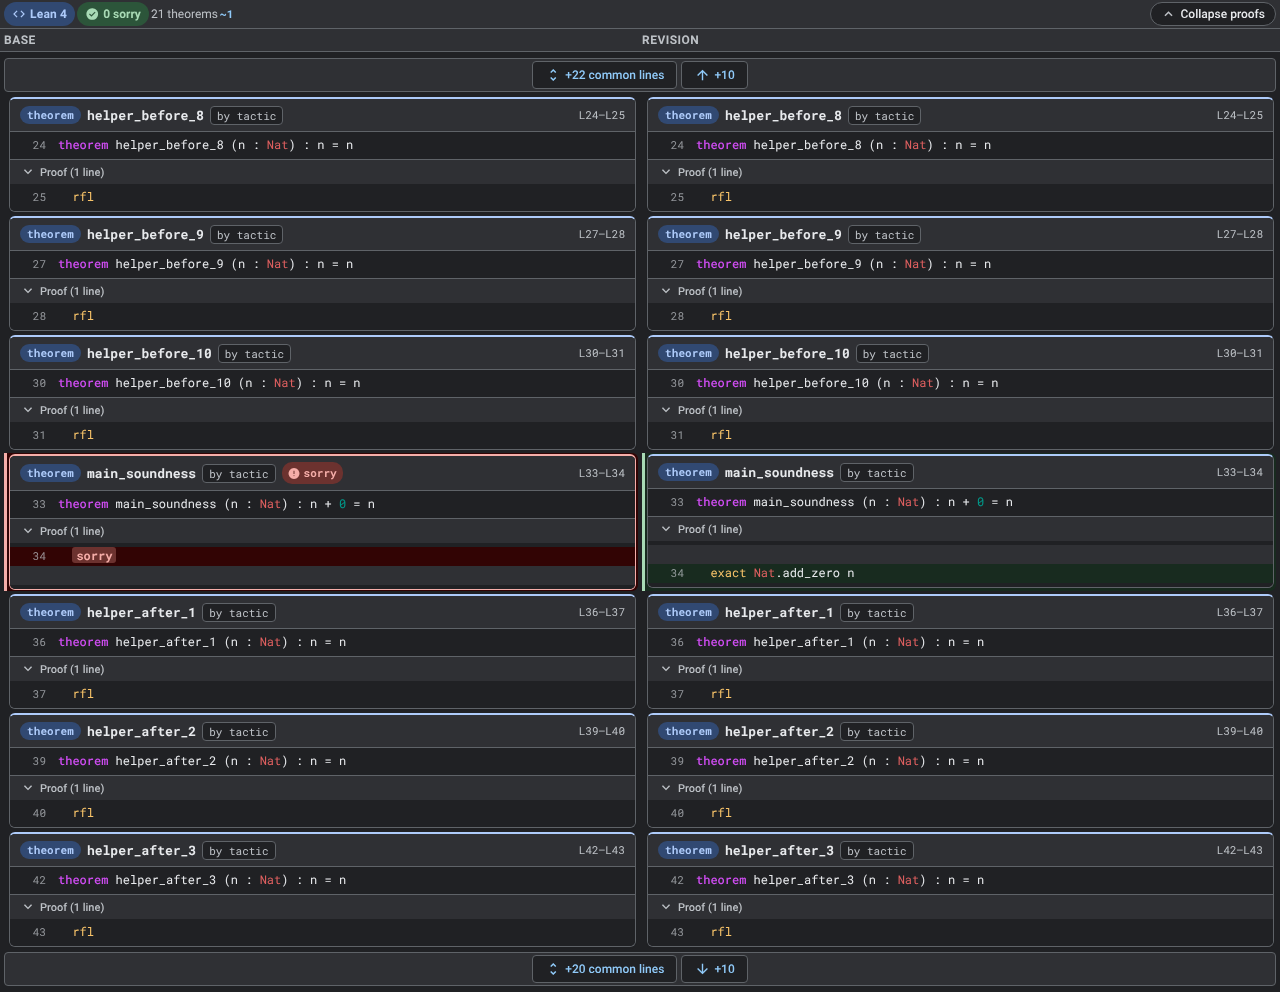 Lean 4 0 sorry 21 theorems ~1 Collapse proofs
BASE REVISION
+22 common lines +10
theorem helper_before_8 by tactic L24–L25 theorem helper_before_8 by tactic L24–L25
24 theorem helper_before_8 (n : Nat) : n = n 24 theorem helper_before_8 (n : Nat) : n = n
Proof (1 line) Proof (1 line)
25 rfl 25 rfl
theorem helper_before_9 by tactic L27–L28 theorem helper_before_9 by tactic L27–L28
27 theorem helper_before_9 (n : Nat) : n = n 27 theorem helper_before_9 (n : Nat) : n = n
Proof (1 line) Proof (1 line)
28 rfl 28 rfl
theorem helper_before_10 by tactic L30–L31 theorem helper_before_10 by tactic L30–L31
30 theorem helper_before_10 (n : Nat) : n = n 30 theorem helper_before_10 (n : Nat) : n = n
Proof (1 line) Proof (1 line)
31 rfl 31 rfl
theorem main_soundness by tactic sorry L33–L34 theorem main_soundness by tactic L33–L34
33 theorem main_soundness (n : Nat) : n + 0 = n 33 theorem main_soundness (n : Nat) : n + 0 = n
Proof (1 line) Proof (1 line)
34 sorry
34 exact Nat.add_zero n
theorem helper_after_1 by tactic L36–L37 theorem helper_after_1 by tactic L36–L37
36 theorem helper_after_1 (n : Nat) : n = n 36 theorem helper_after_1 (n : Nat) : n = n
Proof (1 line) Proof (1 line)
37 rfl 37 rfl
theorem helper_after_2 by tactic L39–L40 theorem helper_after_2 by tactic L39–L40
39 theorem helper_after_2 (n : Nat) : n = n 39 theorem helper_after_2 (n : Nat) : n = n
Proof (1 line) Proof (1 line)
40 rfl 40 rfl
theorem helper_after_3 by tactic L42–L43 theorem helper_after_3 by tactic L42–L43
42 theorem helper_after_3 (n : Nat) : n = n 42 theorem helper_after_3 (n : Nat) : n = n
Proof (1 line) Proof (1 line)
43 rfl 43 rfl
+20 common lines +10